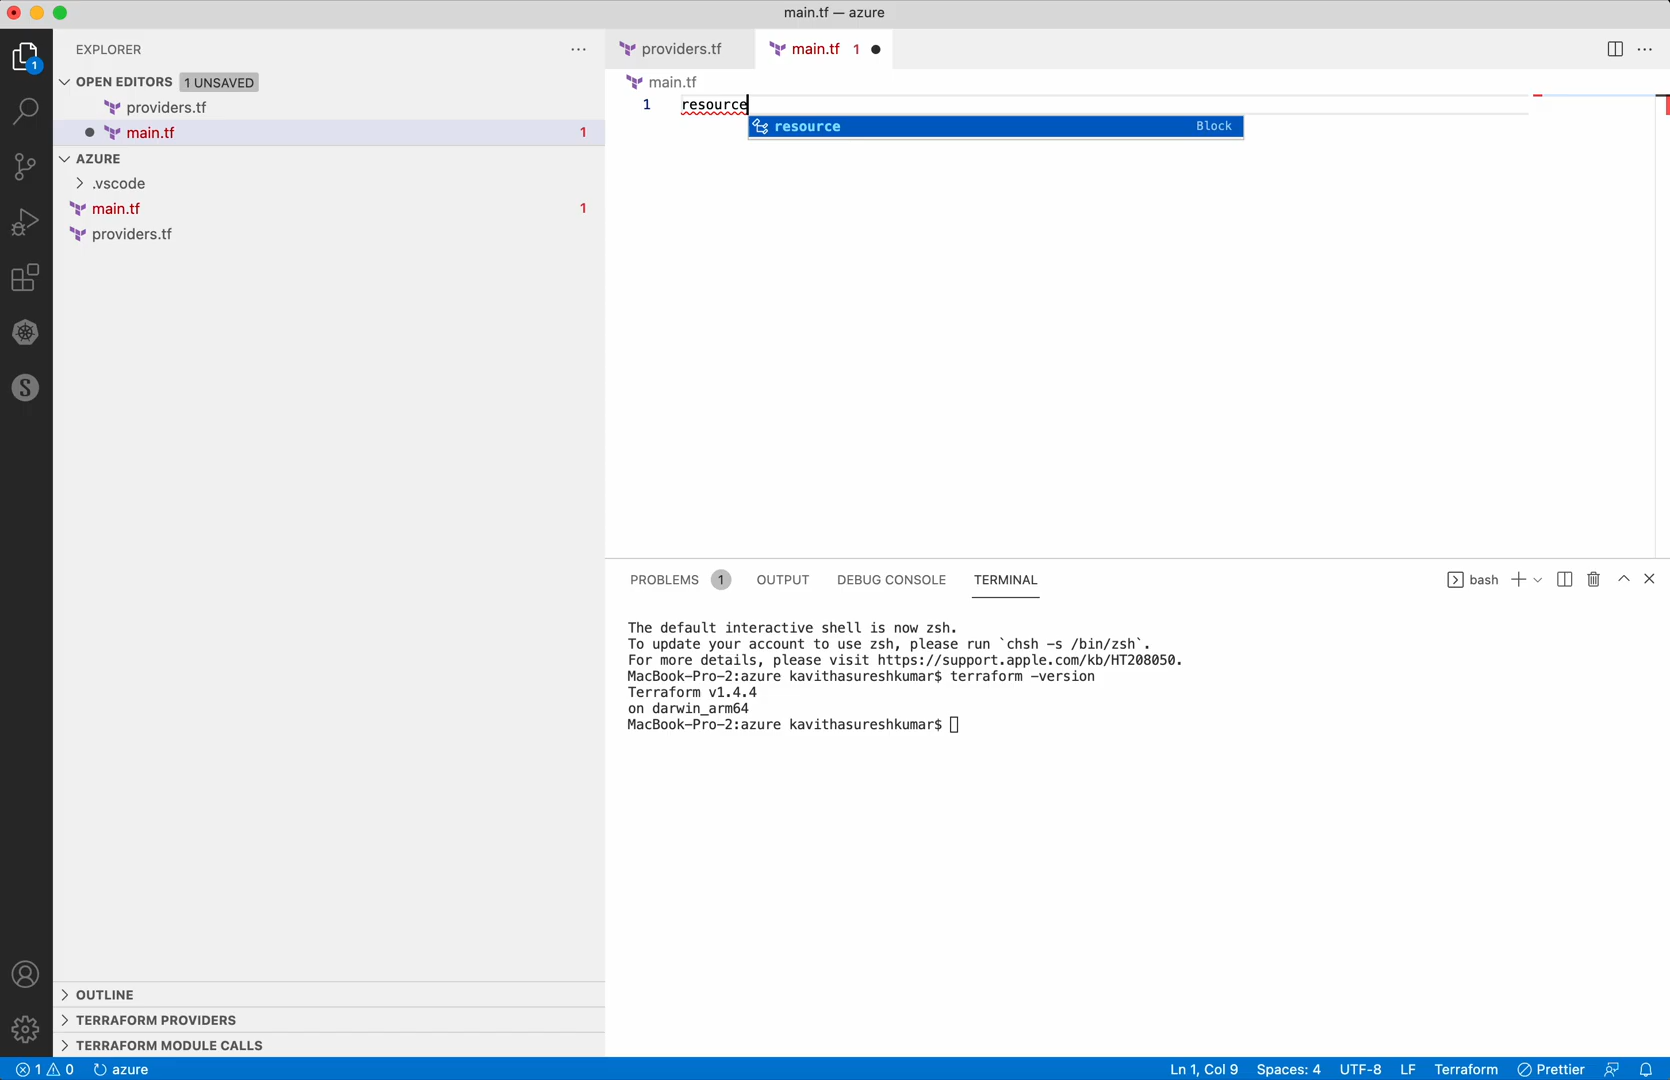 main.tf — azure
1
EXPLORER
OPEN EDITORS 1 UNSAVED
providers.tf
main.tf 1
AZURE
.vscode
main.tf 1
providers.tf
OUTLINE
TERRAFORM PROVIDERS
TERRAFORM MODULE CALLS
providers.tf
main.tf 1
main.tf
1 resource
resource Block
PROBLEMS 1 OUTPUT DEBUG CONSOLE TERMINAL
bash
The default interactive shell is now zsh.
To update your account to use zsh, please run `chsh -s /bin/zsh`.
For more details, please visit https://support.apple.com/kb/HT208050.
MacBook-Pro-2:azure kavithasureshkumar$ terraform -version
Terraform v1.4.4
on darwin_arm64
MacBook-Pro-2:azure kavithasureshkumar$
1 0 azure
Ln 1, Col 9 Spaces: 4 UTF-8 LF Terraform Prettier